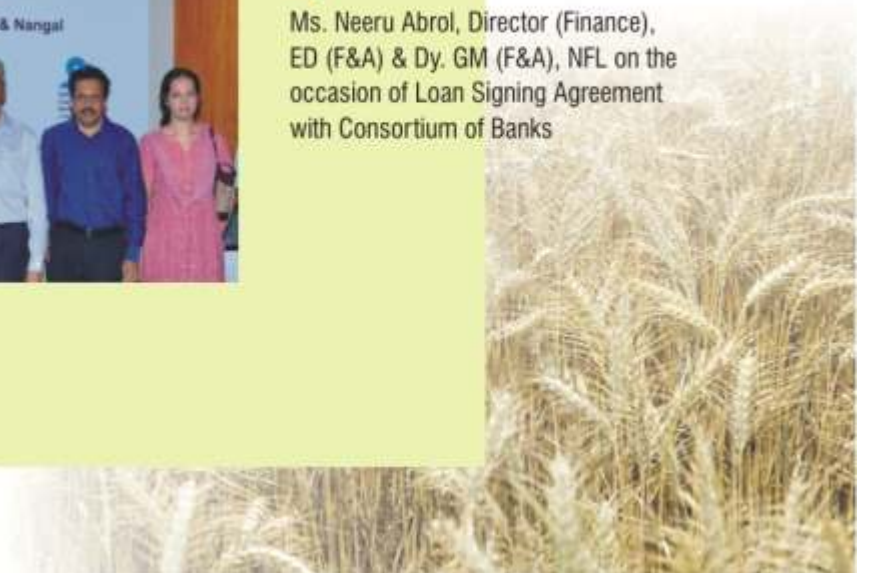 & Nangal
Ms. Neeru Abrol, Director (Finance),
ED (F&A) & Dy. GM (F&A), NFL on the
occasion of Loan Signing Agreement
with Consortium of Banks